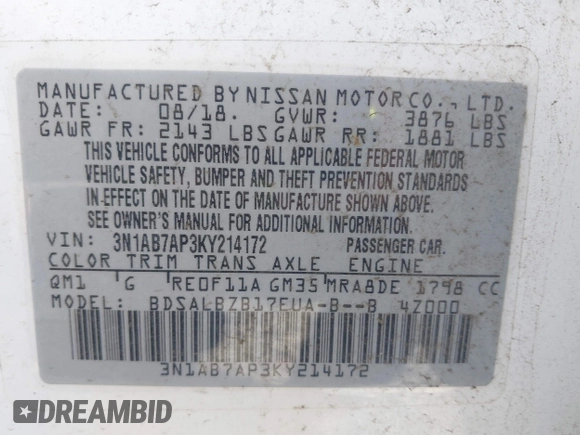 MANUFACTURED BY NISSAN MOTOR CO., LTD.
DATE: 08/18. GVWR: 3876 LBS
GAWR FR: 2143 LBS GAWR RR: 1881 LBS
THIS VEHICLE CONFORMS TO ALL APPLICABLE FEDERAL MOTOR
VEHICLE SAFETY, BUMPER AND THEFT PREVENTION STANDARDS
IN EFFECT ON THE DATE OF MANUFACTURE SHOWN ABOVE.
SEE OWNER'S MANUAL FOR ADDITIONAL INFORMATION.
VIN: 3N1AB7AP3KY214172 PASSENGER CAR.
COLOR TRIM TRANS AXLE ENGINE
QM1 G RE0F11A GM35 MRA8DE 1798 CC
MODEL: BDSALBZB17EUA-B--B 4Z000
3N1AB7AP3KY214172
DREAMBID